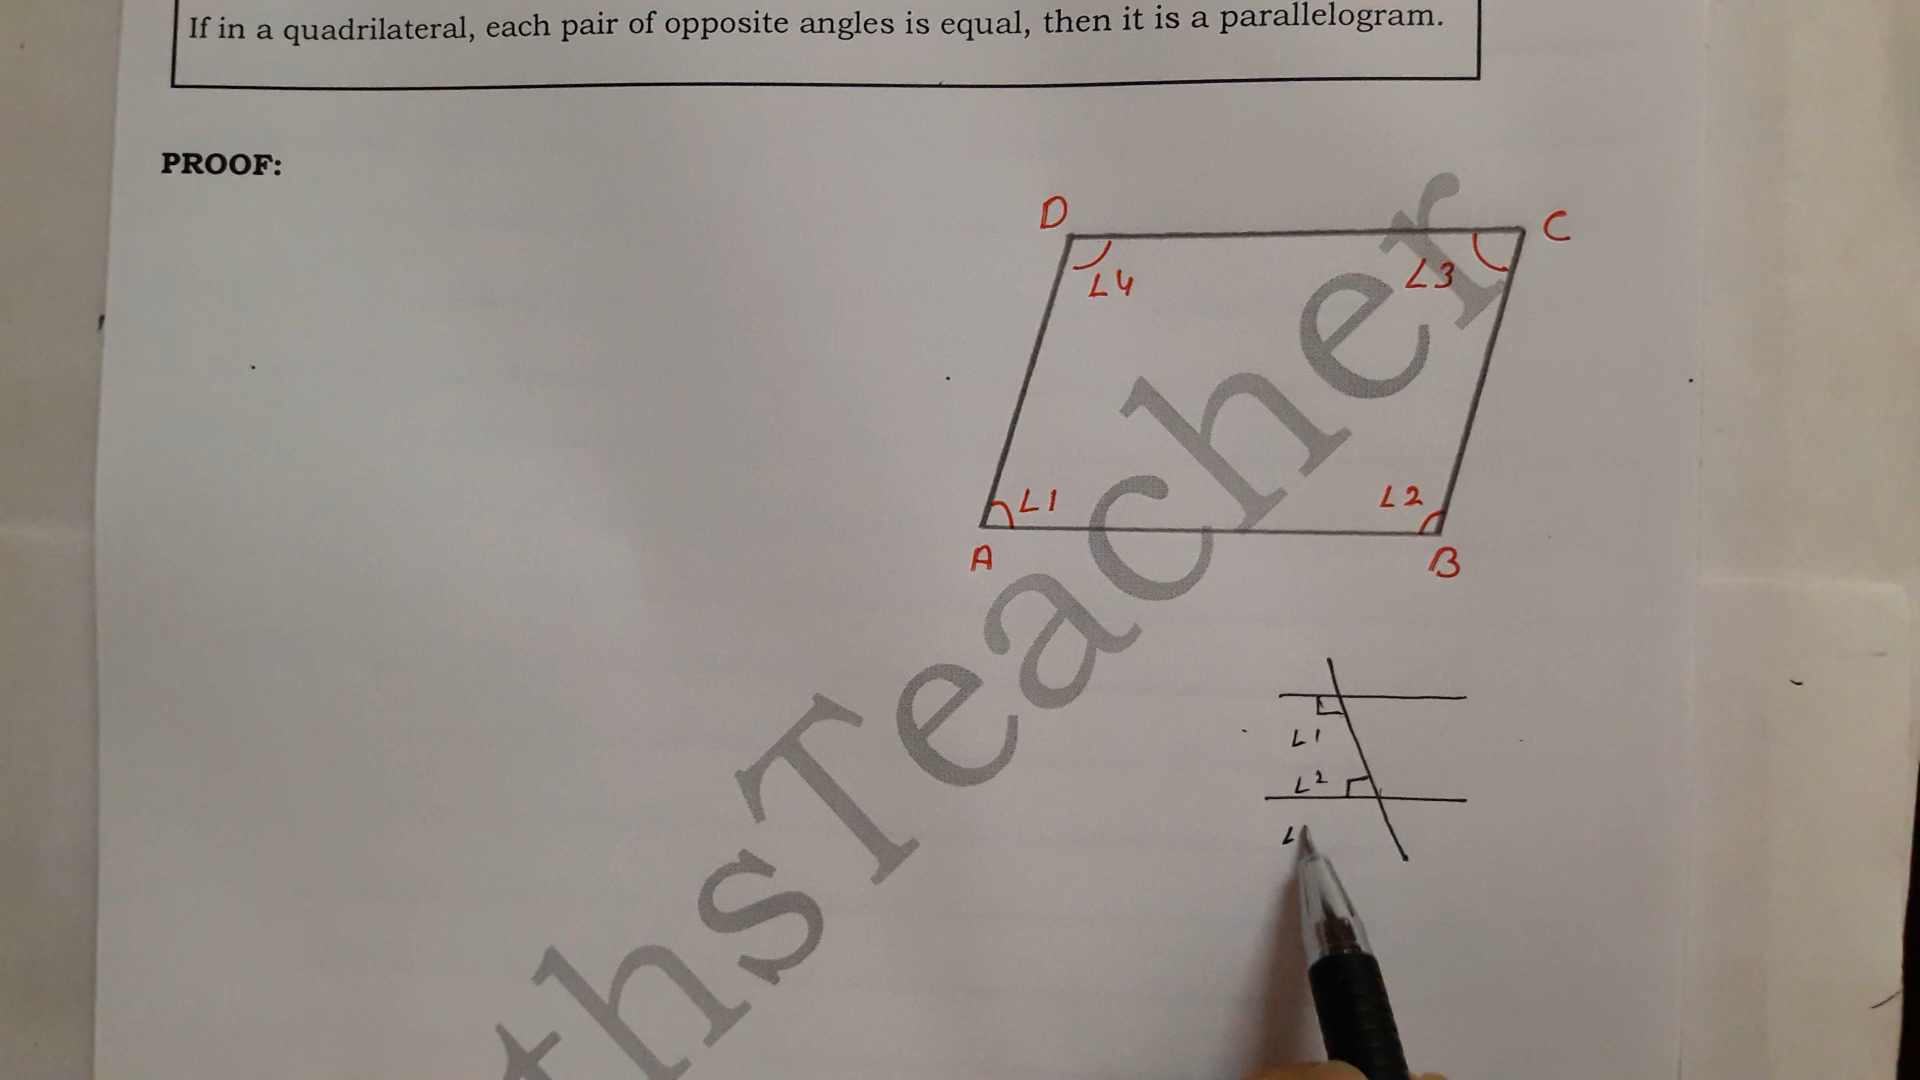 If in a quadrilateral, each pair of opposite angles is equal, then it is a parallelogram.
PROOF:
D
C
∠4
∠3
∠1
∠2
A
B
∠1
∠2
∠
thsTeacher